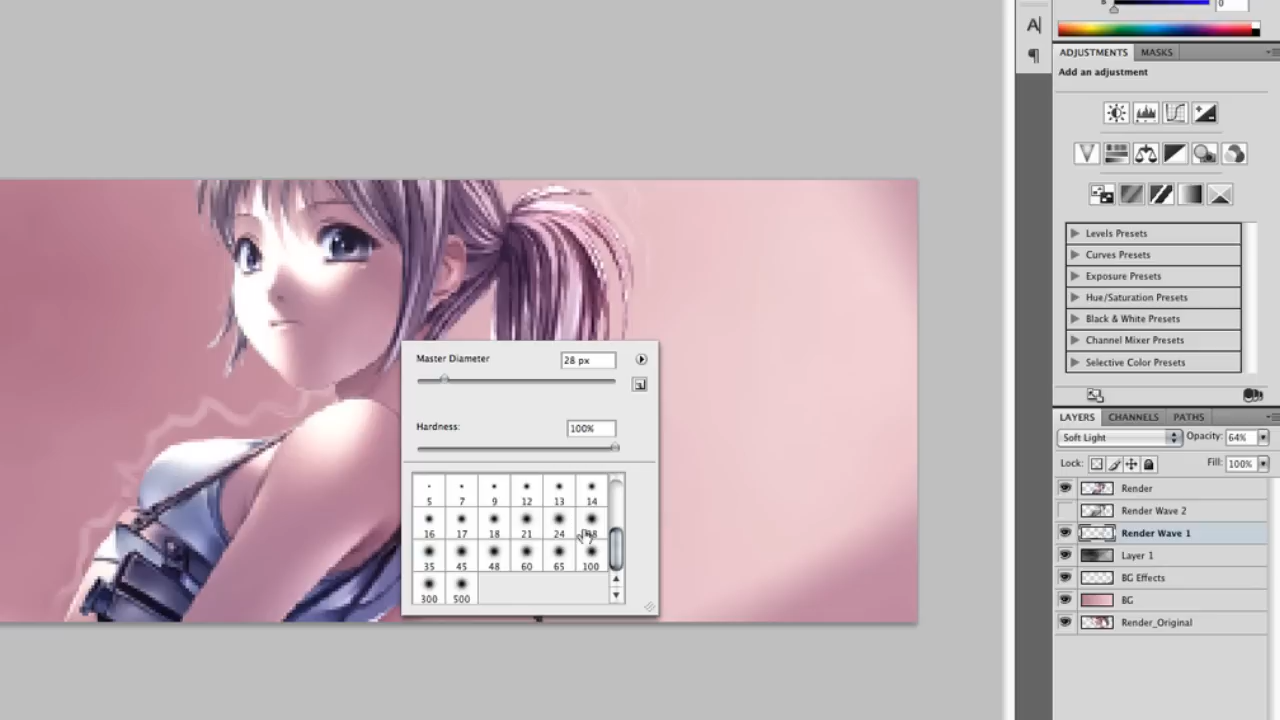 0
A|
ADJUSTMENTS MASKS
Add an adjustment
Levels Presets
Curves Presets
Exposure Presets
Hue/Saturation Presets
Black & White Presets
Channel Mixer Presets
Selective Color Presets
LAYERS CHANNELS PATHS
Soft Light Opacity: 64%
Lock: Fill: 100%
Render
Render Wave 2
Render Wave 1
Layer 1
BG Effects
BG
Render_Original
Master Diameter 28 px
Hardness: 100%
5 7 9 12 13 14
16 17 18 21 24
35 45 48 60 65 100
300 500